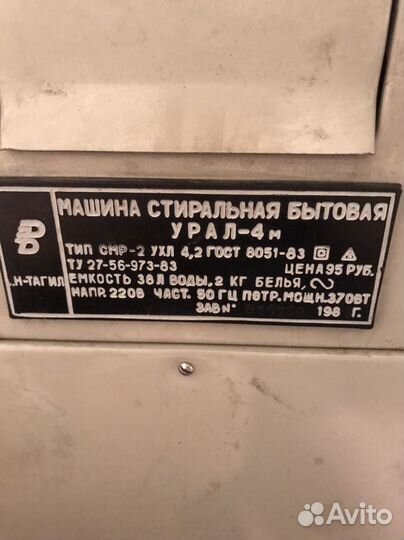 МАШИНА СТИРАЛЬНАЯ БЫТОВАЯ
УРАЛ-4м
ТИП СМР-2 УХЛ 4,2 ГОСТ 8051-83
ТУ 27-56-973-83 ЦЕНА 95 РУБ.
.Н-ТАГИЛ
ЕМКОСТЬ 38Л ВОДЫ, 2 КГ БЕЛЬЯ, ∼
НАПР. 220В ЧАСТ. 50 ГЦ ПОТР. МОЩН. 370ВТ
ЗАВ N° 198 Г.
Avito